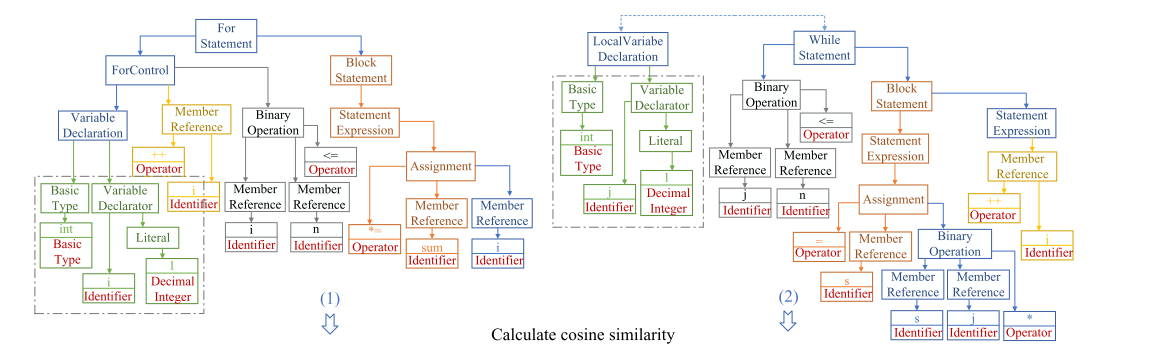 For
Statement
ForControl
Block
Statement
Variable
Declaration
Member
Reference
Binary
Operation
Statement
Expression
++
Operator
<=
Operator
Assignment
Basic
Type
Variable
Declarator
i
Identifier
Member
Reference
Member
Reference
Member
Reference
Member
Reference
int
Basic
Type
Literal
i
Identifier
n
Identifier
*=
Operator
sum
Identifier
i
Identifier
i
Identifier
1
Decimal
Integer
(1)
LocalVariabe
Declaration
While
Statement
Basic
Type
Variable
Declarator
Binary
Operation
Block
Statement
<=
Operator
Statement
Expression
int
Basic
Type
Literal
Statement
Expression
Member
Reference
Member
Reference
Member
Reference
j
Identifier
1
Decimal
Integer
j
Identifier
n
Identifier
Assignment
++
Operator
=
Operator
Member
Reference
Binary
Operation
i
Identifier
s
Identifier
Member
Reference
Member
Reference
s
Identifier
j
Identifier
*
Operator
(2)
Calculate cosine similarity